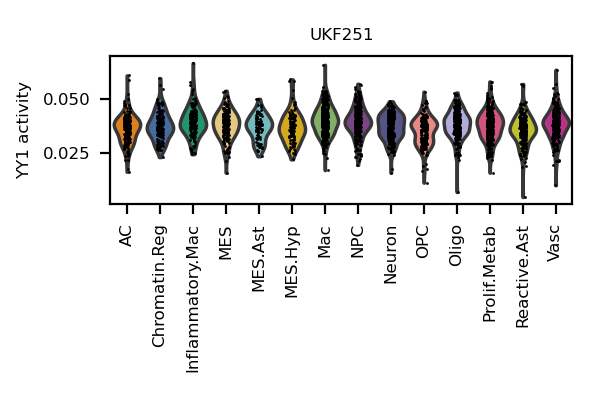 UKF251
YY1 activity
0.050
0.025
AC
Chromatin.Reg
Inflammatory.Mac
MES
MES.Ast
MES.Hyp
Mac
NPC
Neuron
OPC
Oligo
Prolif.Metab
Reactive.Ast
Vasc